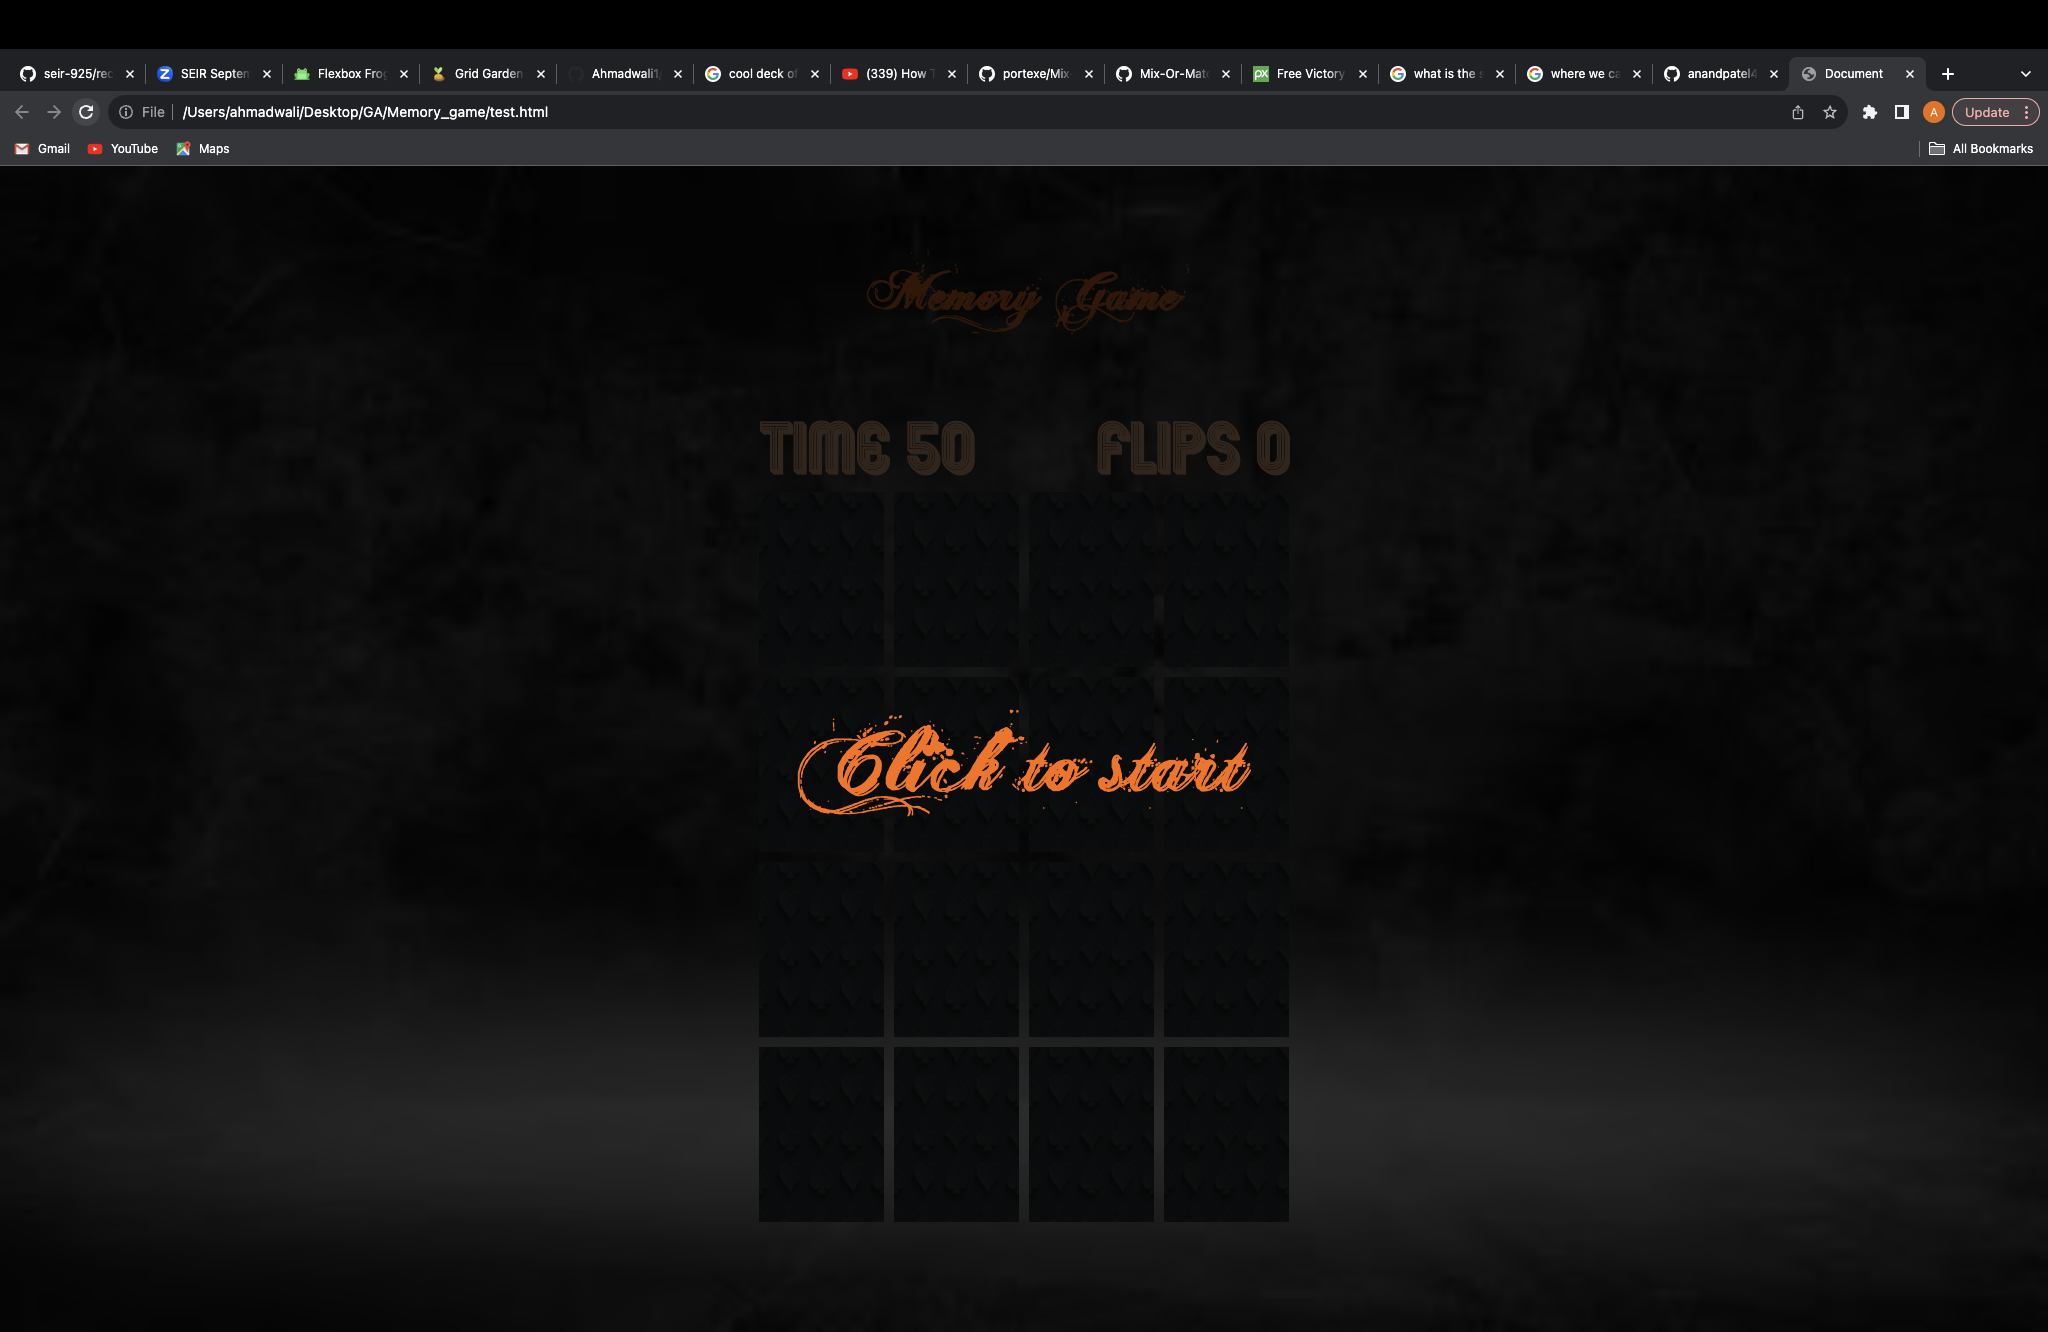 seir-925/rec
SEIR Septem
Flexbox Frog
Grid Garden
Ahmadwali1/
cool deck of
(339) How T
portexe/Mix-
Mix-Or-Mat
Free Victory
what is the s
where we ca
anandpatel4
Document
File
/Users/ahmadwali/Desktop/GA/Memory_game/test.html
A
Update
Gmail
YouTube
Maps
All Bookmarks
Memory Game
TIME 50
FLIPS 0
Click to start